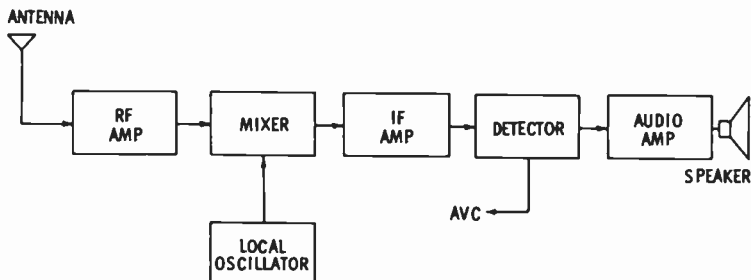 ANTENNA
RF
AMP
MIXER
IF
AMP
DETECTOR
AUDIO
AMP
SPEAKER
AVC
LOCAL
OSCILLATOR